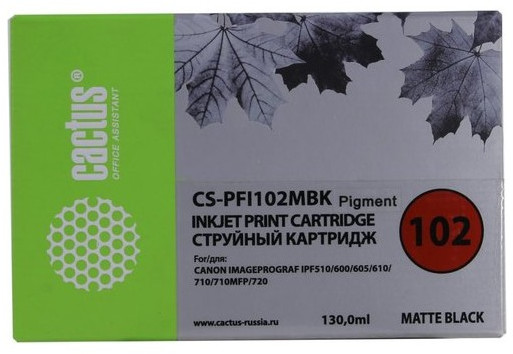 cactus®
OFFICE ASSISTANT
CS-PFI102MBK Pigment
INKJET PRINT CARTRIDGE
СТРУЙНЫЙ КАРТРИДЖ
102
For/для:
CANON IMAGEPROGRAF IPF510/600/605/610/
710/710MFP/720
www.cactus-russia.ru
130,0ml
MATTE BLACK